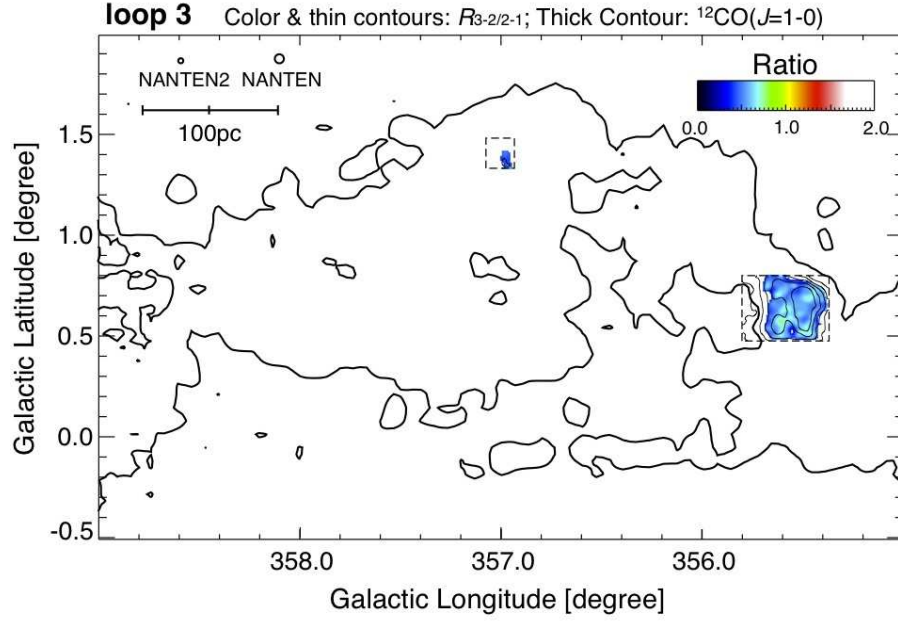 loop 3 Color & thin contours: R3-2/2-1; Thick Contour: ¹²CO(J=1-0)
NANTEN2 NANTEN
100pc
Ratio
0.0 1.0 2.0
1.5
1.0
0.5
0.0
-0.5
Galactic Latitude [degree]
358.0 357.0 356.0
Galactic Longitude [degree]